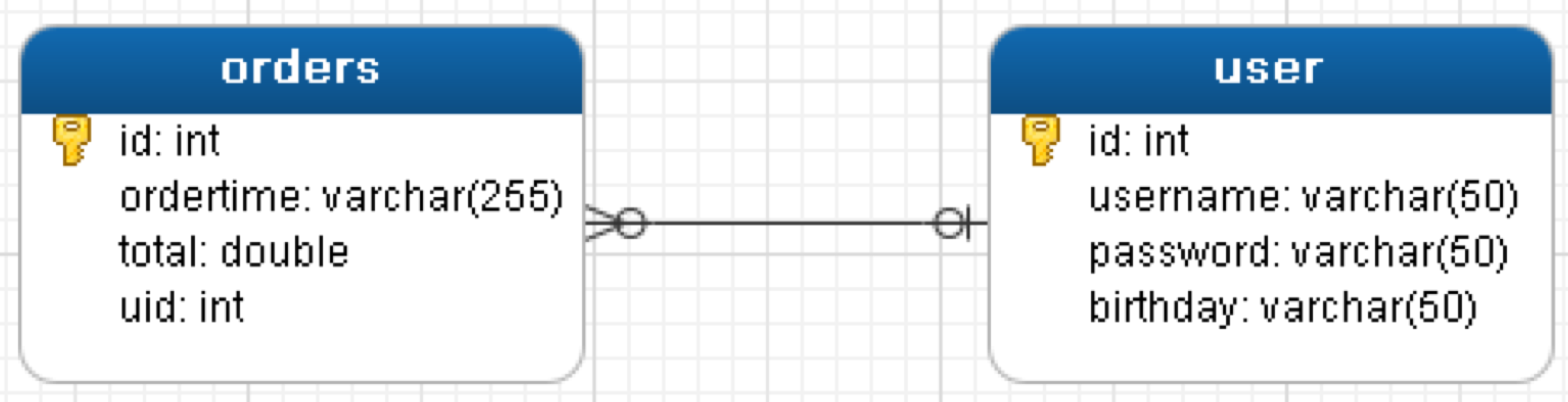 orders
id: int
ordertime: varchar(255)
total: double
uid: int
user
id: int
username: varchar(50)
password: varchar(50)
birthday: varchar(50)